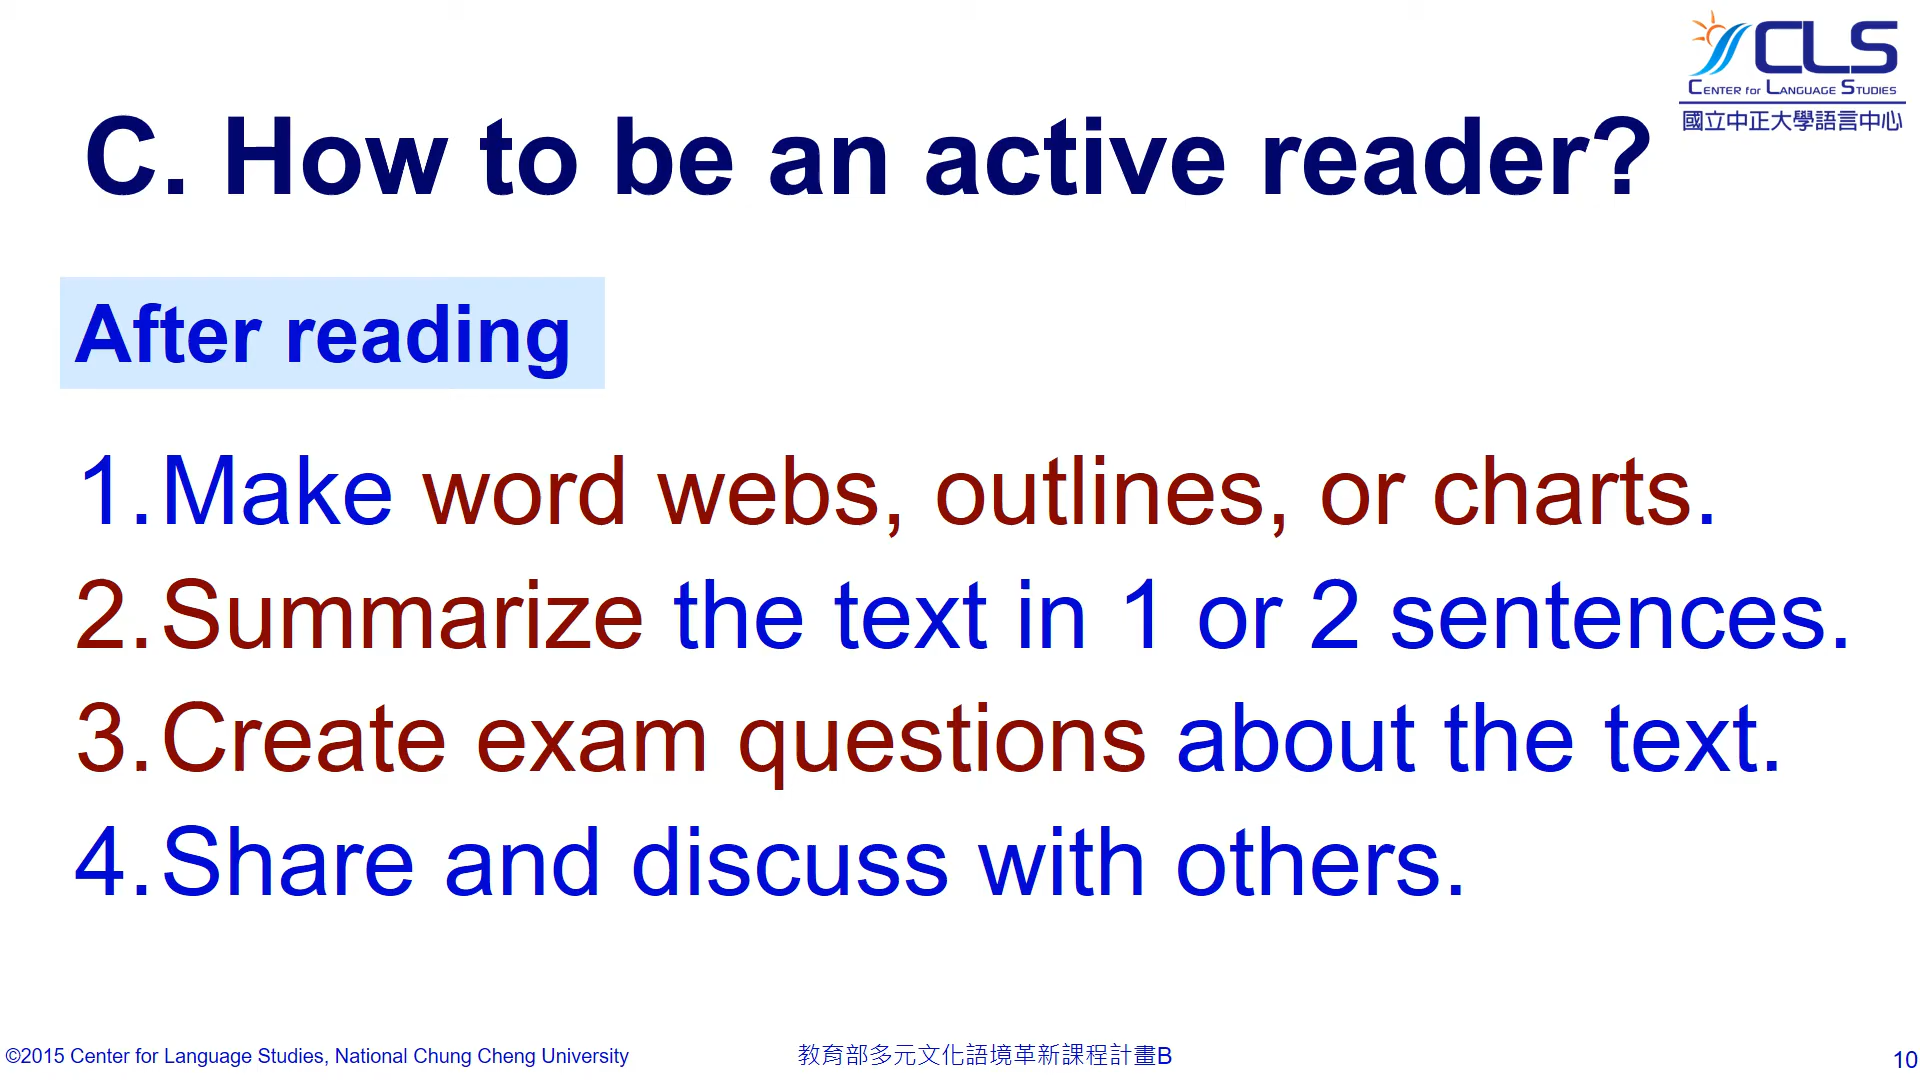 CLS
CENTER for LANGUAGE STUDIES
國立中正大學語言中心
C. How to be an active reader?
After reading
1. Make word webs, outlines, or charts.
2. Summarize the text in 1 or 2 sentences.
3. Create exam questions about the text.
4. Share and discuss with others.
©2015 Center for Language Studies, National Chung Cheng University
教育部多元文化語境革新課程計畫B
10